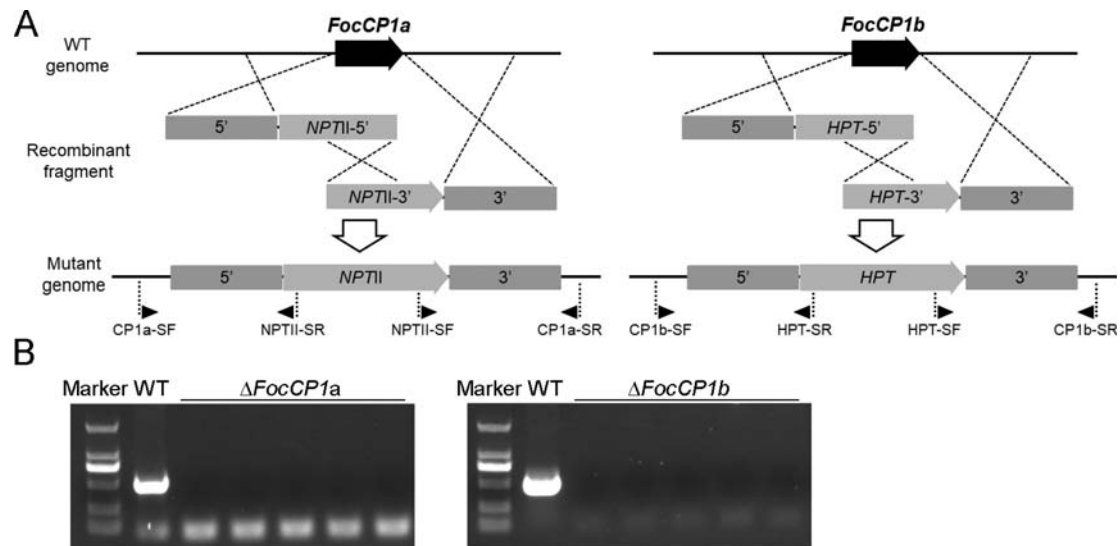 A
FocCP1a
FocCP1b
WT
genome
5'
NPTII-5'
5'
HPT-5'
Recombinant
fragment
NPTII-3'
3'
HPT-3'
3'
Mutant
genome
5'
NPTII
3'
5'
HPT
3'
CP1a-SF
NPTII-SR
NPTII-SF
CP1a-SR
CP1b-SF
HPT-SR
HPT-SF
CP1b-SR
B
Marker WT
ΔFocCP1a
Marker WT
ΔFocCP1b